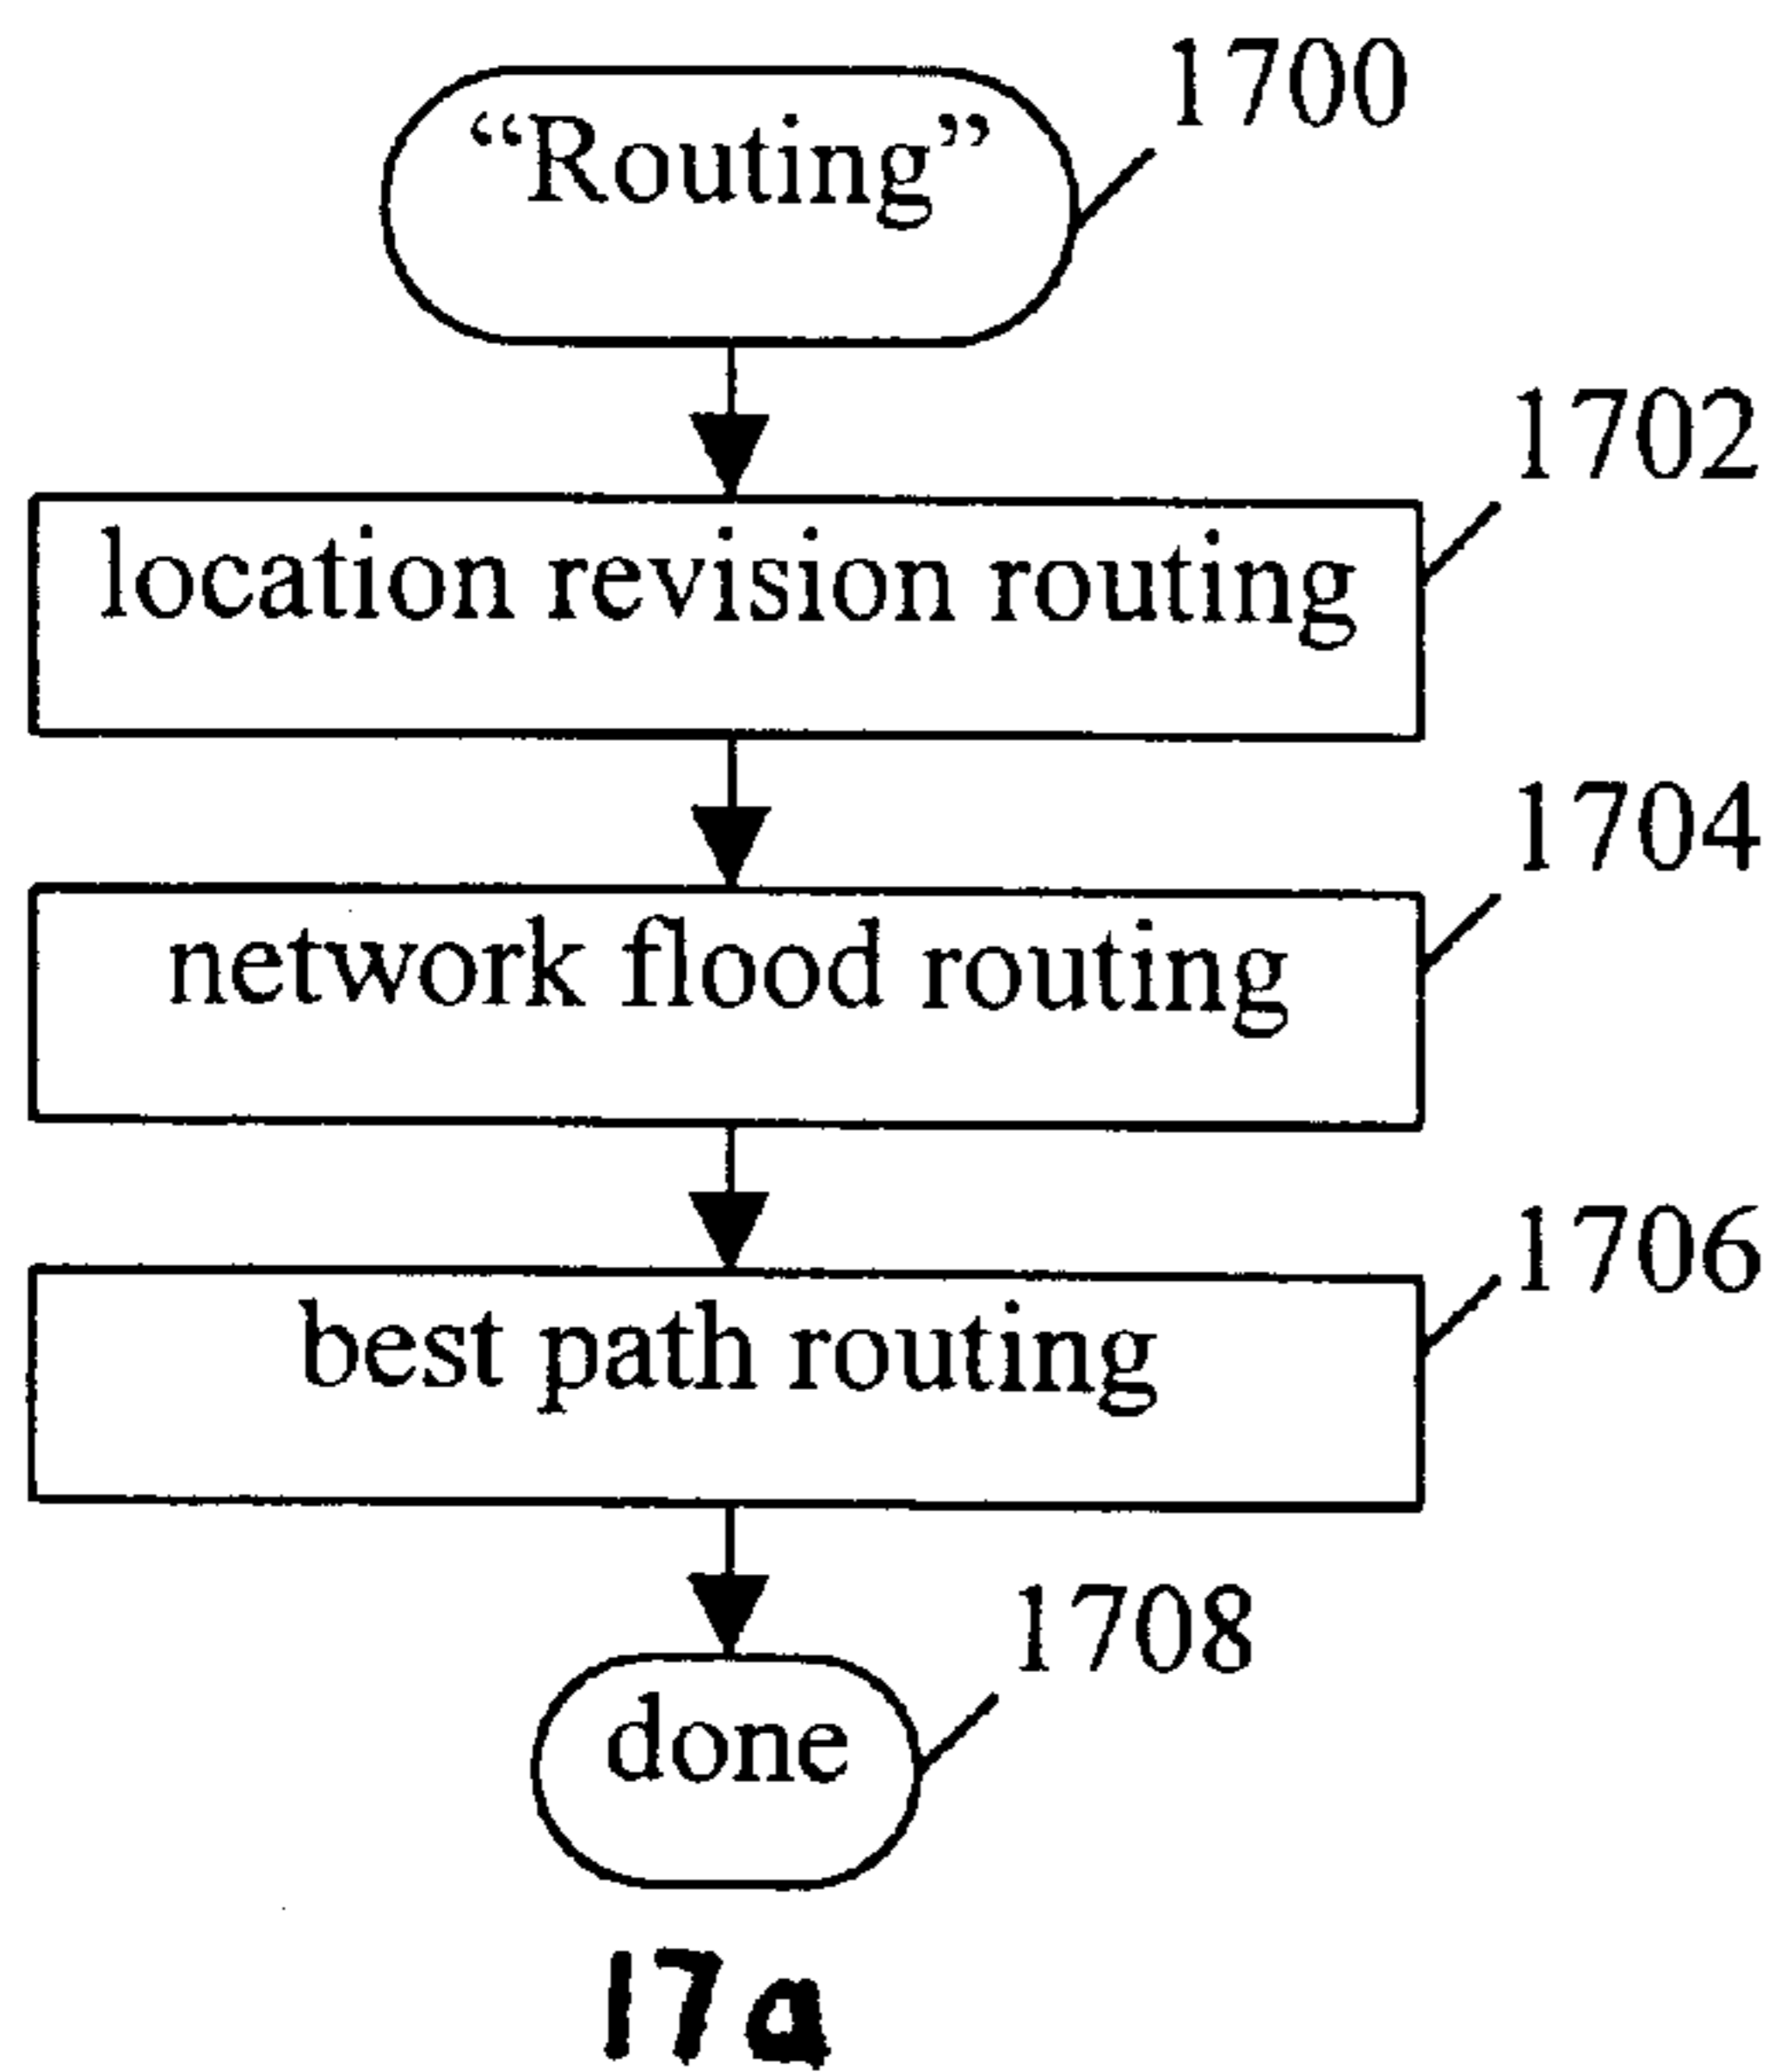 1700
“Routing”
1702
location revision routing
1704
network flood routing
1706
best path routing
1708
done
17a